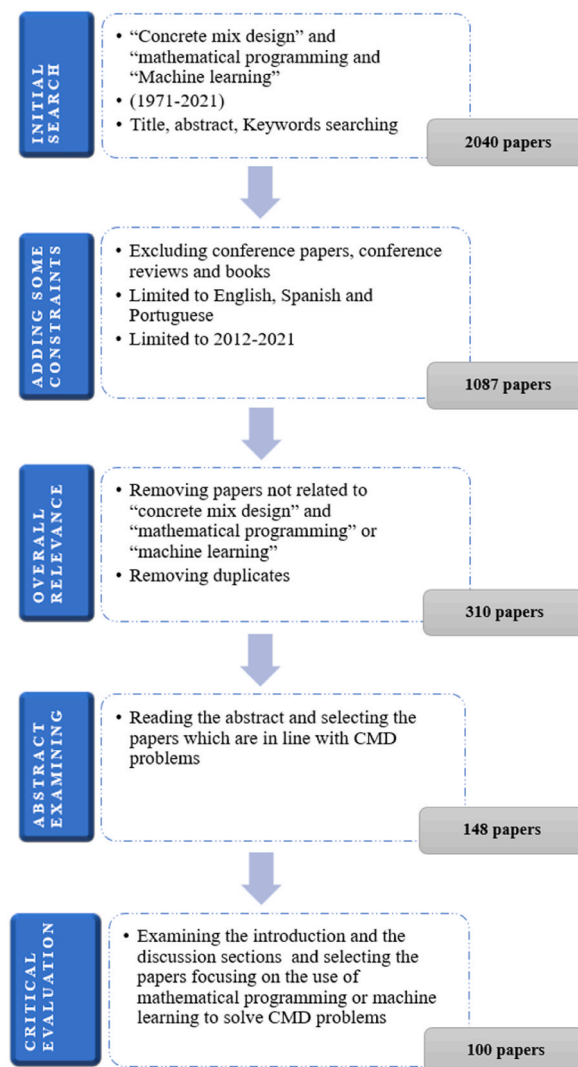 INITIAL
SEARCH
• “Concrete mix design” and
“mathematical programming and
“Machine learning”
• (1971-2021)
• Title, abstract, Keywords searching
2040 papers
ADDING SOME
CONSTRAINTS
• Excluding conference papers, conference
reviews and books
• Limited to English, Spanish and
Portuguese
• Limited to 2012-2021
1087 papers
OVERALL
RELEVANCE
• Removing papers not related to
“concrete mix design” and
“mathematical programming” or
“machine learning”
• Removing duplicates
310 papers
ABSTRACT
EXAMINING
• Reading the abstract and selecting the
papers which are in line with CMD
problems
148 papers
CRITICAL
EVALUATION
• Examining the introduction and the
discussion sections and selecting the
papers focusing on the use of
mathematical programming or machine
learning to solve CMD problems
100 papers